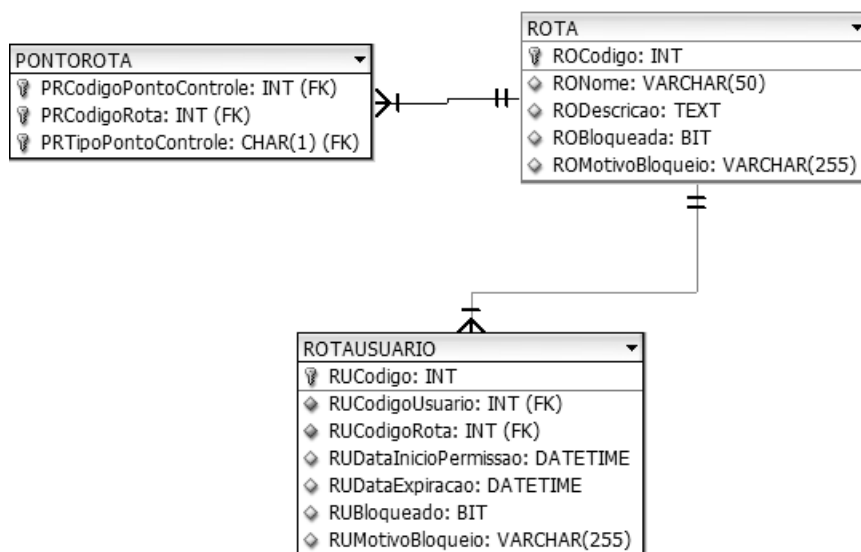 PONTOROTA
PRCodigoPontoControle: INT (FK)
PRCodigoRota: INT (FK)
PRTipoPontoControle: CHAR(1) (FK)
ROTA
ROCodigo: INT
RONome: VARCHAR(50)
RODescricao: TEXT
ROBloqueada: BIT
ROMotivoBloqueio: VARCHAR(255)
ROTAUSUARIO
RUCodigo: INT
RUCodigoUsuario: INT (FK)
RUCodigoRota: INT (FK)
RUDataInicioPermissao: DATETIME
RUDataExpiracao: DATETIME
RUBloqueado: BIT
RUMotivoBloqueio: VARCHAR(255)